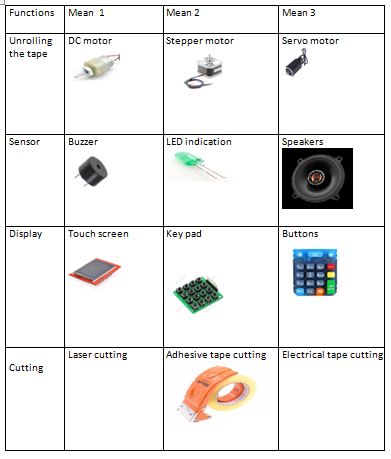 Functions Mean 1 Mean 2 Mean 3
Unrolling the tape DC motor Stepper motor Servo motor
Sensor Buzzer LED indication Speakers
Display Touch screen Key pad Buttons
Cutting Laser cutting Adhesive tape cutting Electrical tape cutting